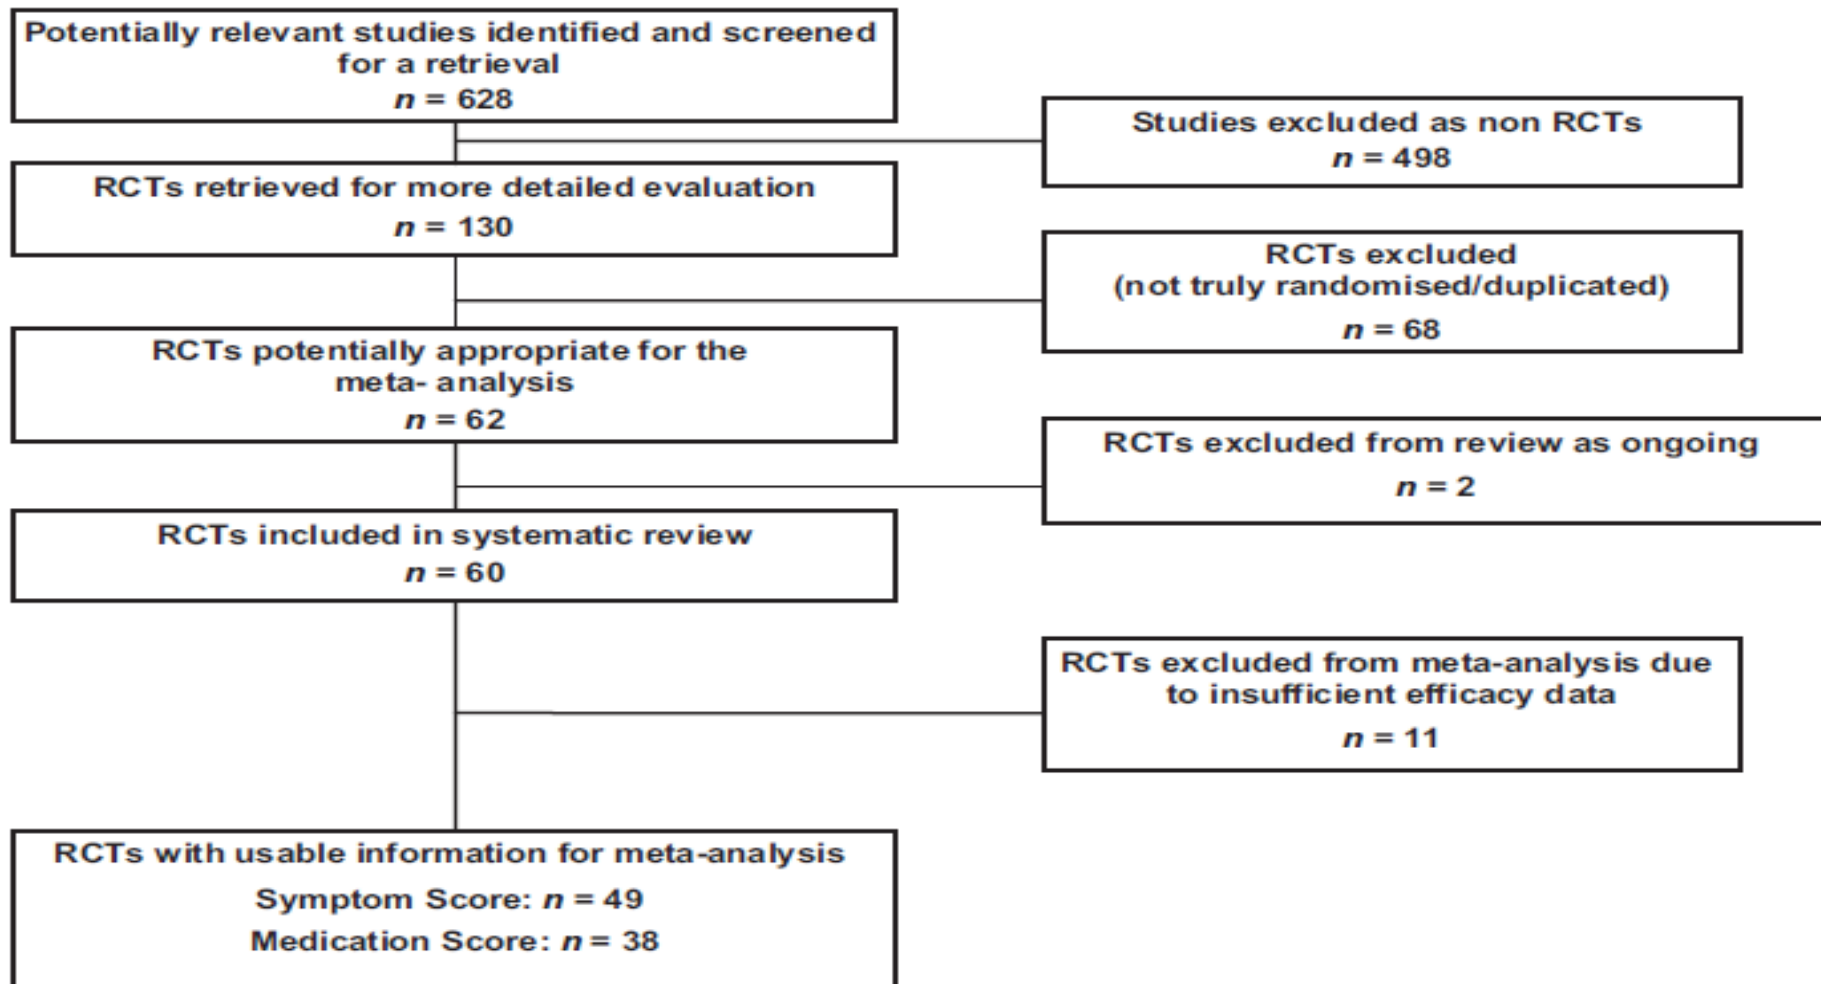 Potentially relevant studies identified and screened
for a retrieval
n = 628
Studies excluded as non RCTs
n = 498
RCTs retrieved for more detailed evaluation
n = 130
RCTs excluded
(not truly randomised/duplicated)
n = 68
RCTs potentially appropriate for the
meta- analysis
n = 62
RCTs excluded from review as ongoing
n = 2
RCTs included in systematic review
n = 60
RCTs excluded from meta-analysis due
to insufficient efficacy data
n = 11
RCTs with usable information for meta-analysis
Symptom Score: n = 49
Medication Score: n = 38